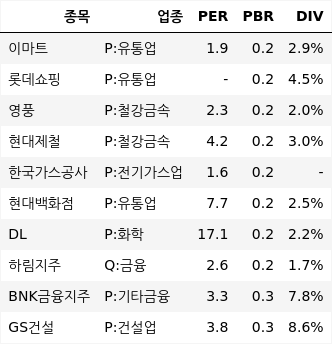 종목 업종 PER PBR DIV
이마트 P:유통업 1.9 0.2 2.9%
롯데쇼핑 P:유통업 - 0.2 4.5%
영풍 P:철강금속 2.3 0.2 2.0%
현대제철 P:철강금속 4.2 0.2 3.0%
한국가스공사 P:전기가스업 1.6 0.2 -
현대백화점 P:유통업 7.7 0.2 2.5%
DL P:화학 17.1 0.2 2.2%
하림지주 Q:금융 2.6 0.2 1.7%
BNK금융지주 P:기타금융 3.3 0.3 7.8%
GS건설 P:건설업 3.8 0.3 8.6%